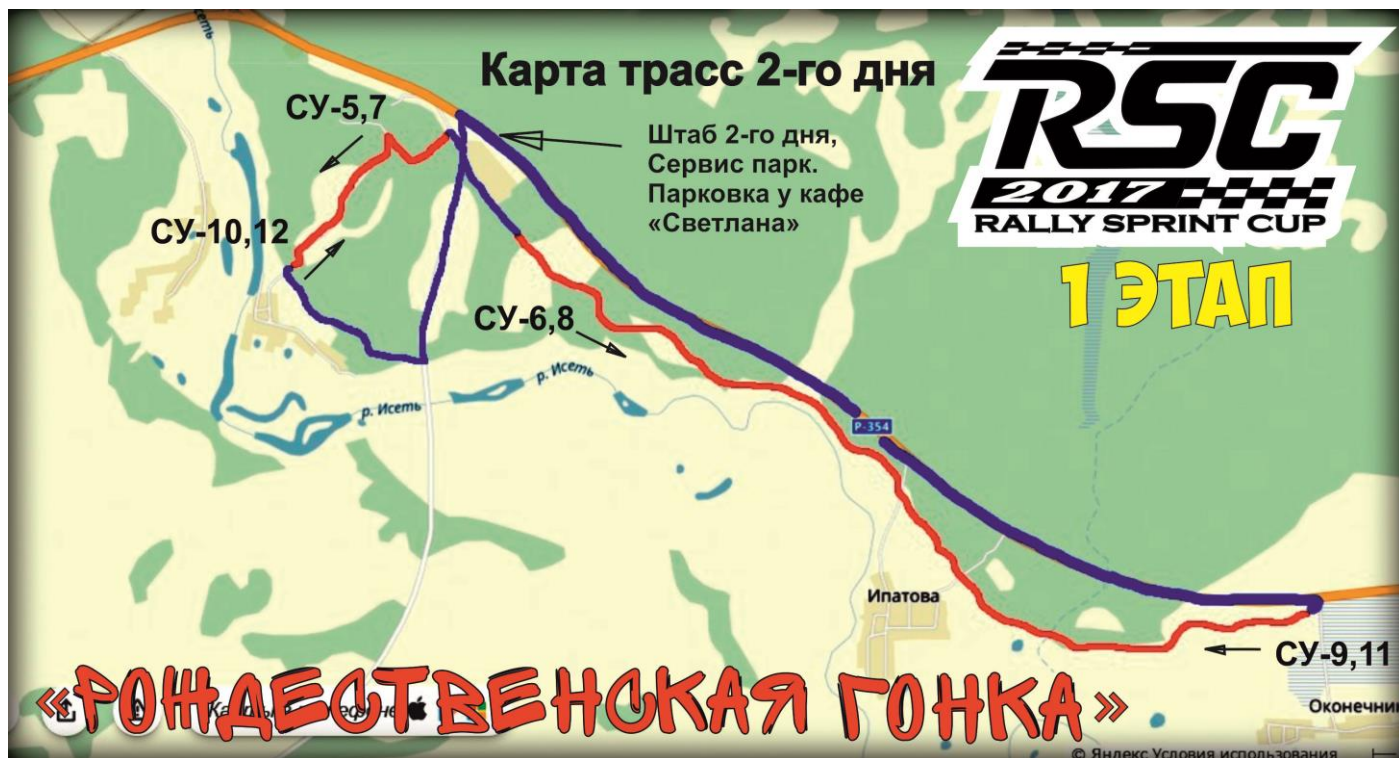 Карта трасс 2-го дня
RSC
2017
RALLY SPRINT CUP
1 ЭТАП
СУ-5,7
Штаб 2-го дня,
Сервис парк.
Парковка у кафе
«Светлана»
СУ-10,12
СУ-6,8
р. Исеть
р. Исеть
р. Исеть
Р-354
Ипатова
СУ-9,11
«РОЖДЕСТВЕНСКАЯ ГОНКА»
© Яндекс Условия использования